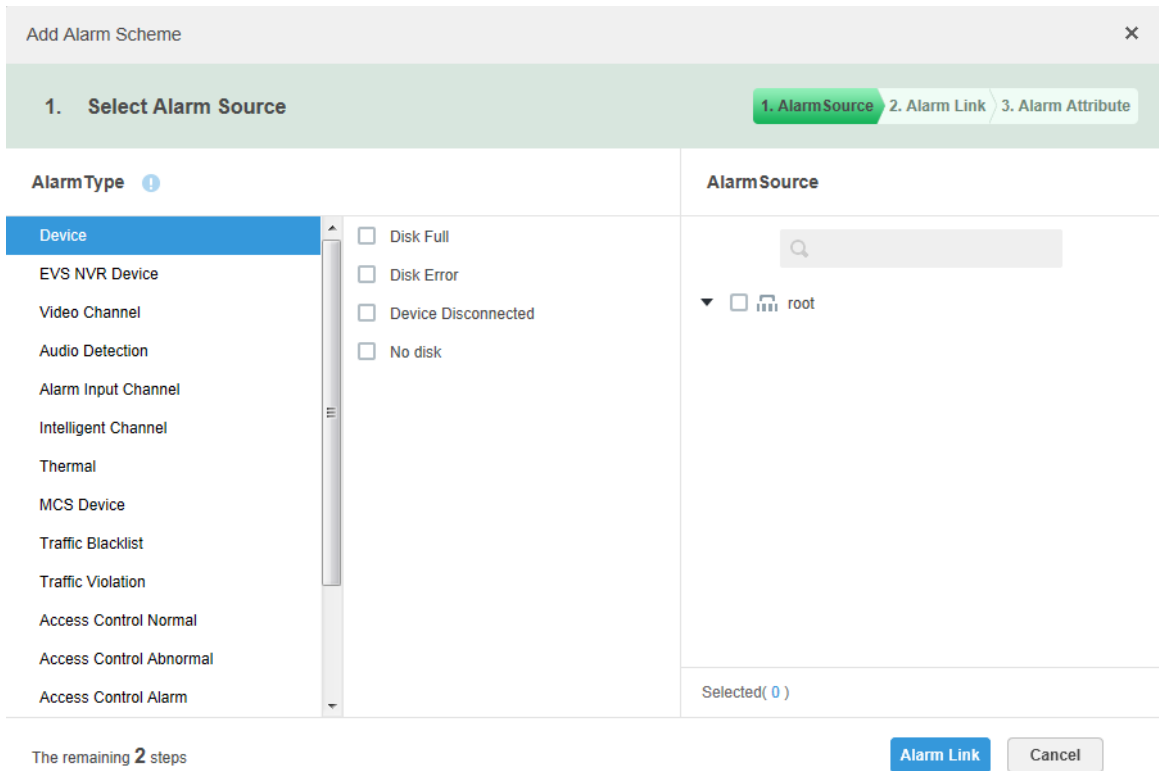 Add Alarm Scheme
1. Select Alarm Source
1. AlarmSource 2. Alarm Link 3. Alarm Attribute
AlarmType
AlarmSource
Device
EVS NVR Device
Video Channel
Audio Detection
Alarm Input Channel
Intelligent Channel
Thermal
MCS Device
Traffic Blacklist
Traffic Violation
Access Control Normal
Access Control Abnormal
Access Control Alarm
Disk Full
Disk Error
Device Disconnected
No disk
root
Selected( 0 )
The remaining 2 steps
Alarm Link
Cancel